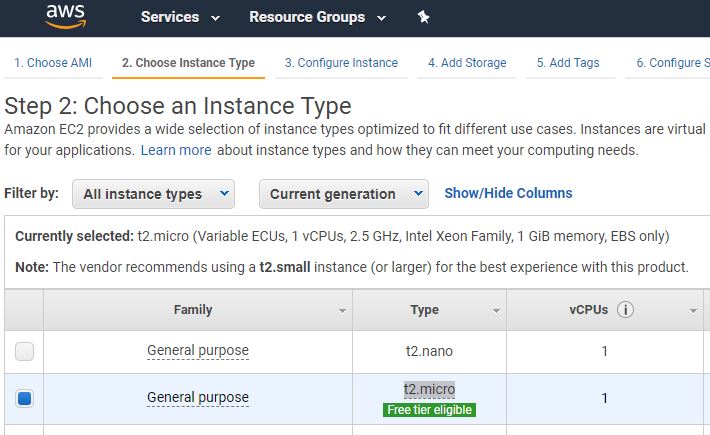 aws
Services Resource Groups
1. Choose AMI 2. Choose Instance Type 3. Configure Instance 4. Add Storage 5. Add Tags 6. Configure S
Step 2: Choose an Instance Type
Amazon EC2 provides a wide selection of instance types optimized to fit different use cases. Instances are virtual
for your applications. Learn more about instance types and how they can meet your computing needs.
Filter by: All instance types Current generation Show/Hide Columns
Currently selected: t2.micro (Variable ECUs, 1 vCPUs, 2.5 GHz, Intel Xeon Family, 1 GiB memory, EBS only)
Note: The vendor recommends using a t2.small instance (or larger) for the best experience with this product.
Family Type vCPUs i
General purpose t2.nano 1
General purpose t2.micro 1
Free tier eligible